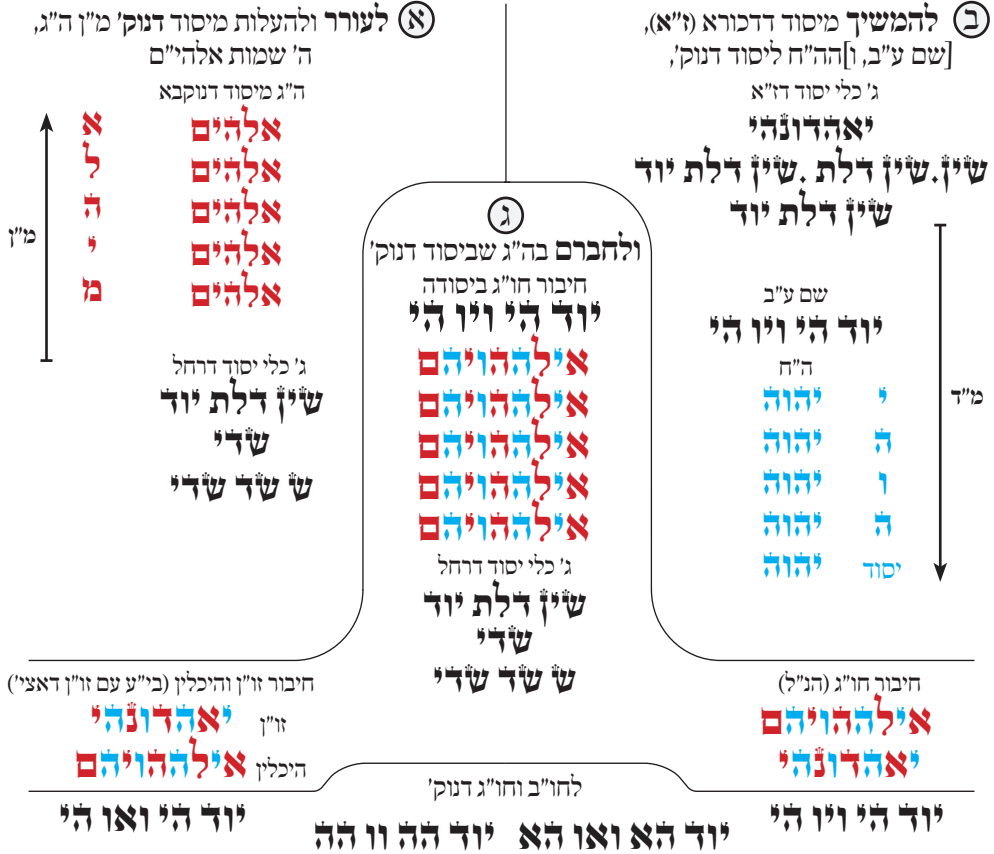 א לעורר ולהעלות מיסוד דנוק׳ מ״ן ה״ג,
ה׳ שמות אלהי״ם
ה״ג מיסוד דנוקבא
א אלהים
ל אלהים
ה אלהים
י אלהים
מ אלהים
מ״ן
ג׳ כלי יסוד דרחל
שין דלת יוד
שדי
ש שד שדי
ב להמשיך מיסוד דדכורא (ז״א),
[שם ע״ב, ו]הה״ח ליסוד דנוק׳,
ג׳ כלי יסוד דז״א
יאהדונהי
שין.שין דלת .שין דלת יוד
שין דלת יוד
שם ע״ב
יוד הי ויו הי
ה״ח
י יהוה
ה יהוה
ו יהוה
ה יהוה
יסוד יהוה
מ״ד
ג
ולחברם בה״ג שביסוד דנוק׳
חיבור חו״ג ביסודה
יוד הי ויו הי
אילההויהם
אילההויהם
אילההויהם
אילההויהם
אילההויהם
ג׳ כלי יסוד דרחל
שין דלת יוד
שדי
ש שד שדי
חיבור חו״ג (הנ״ל)
אילההויהם
יאהדונהי
יוד הי ויו הי
חיבור זו״ן והיכלין (בי״ע עם זו״ן דאצי׳)
זו״ן יאהדונהי
היכלין אילההויהם
יוד הי ואו הי
לחו״ב וחו״ג דנוק׳
יוד הא ואו הא יוד הה וו הה